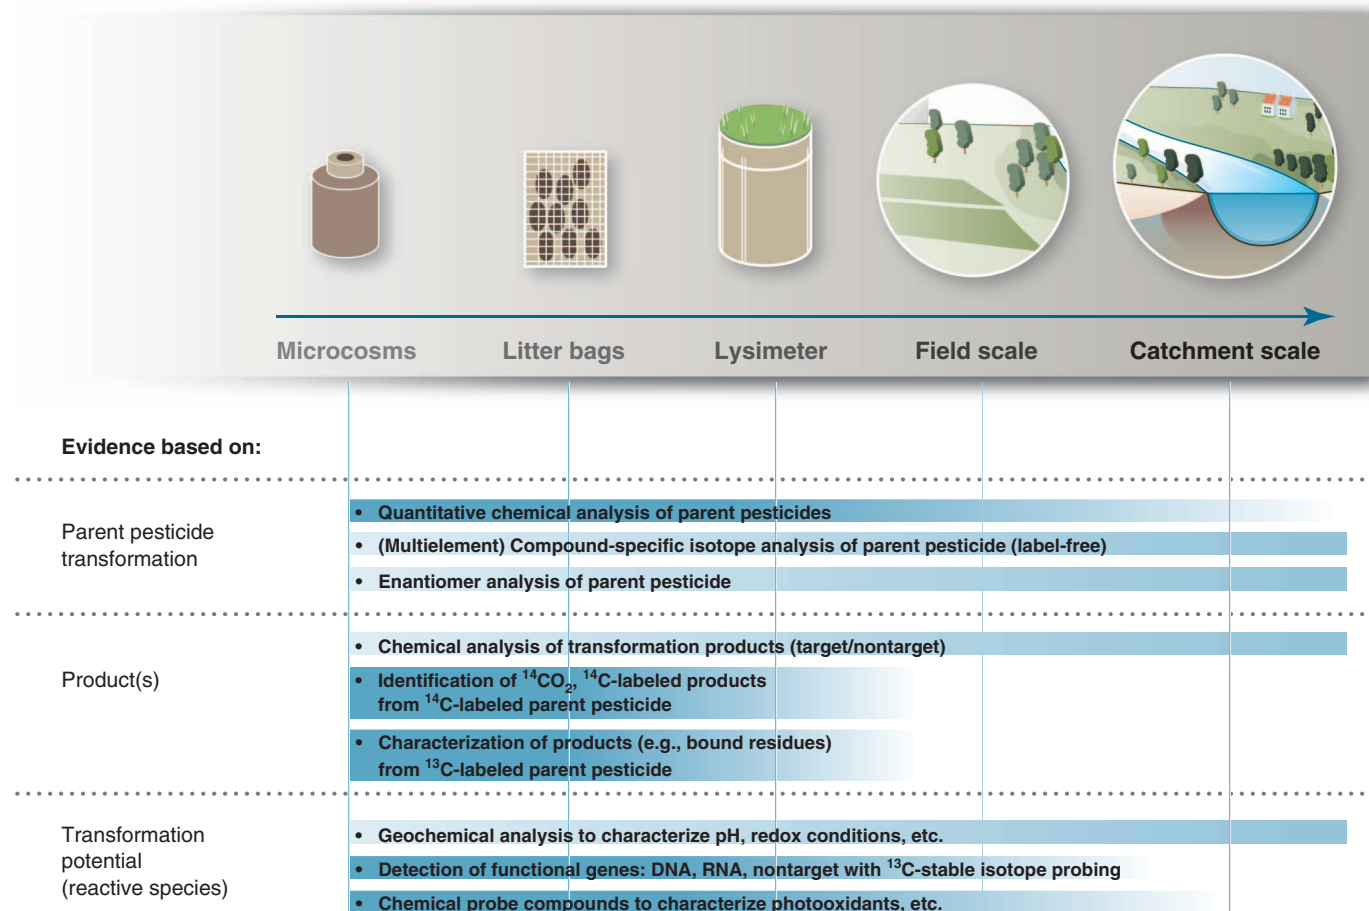 Microcosms Litter bags Lysimeter Field scale Catchment scale
Evidence based on:
Parent pesticide
transformation
• Quantitative chemical analysis of parent pesticides
• (Multielement) Compound-specific isotope analysis of parent pesticide (label-free)
• Enantiomer analysis of parent pesticide
Product(s)
• Chemical analysis of transformation products (target/nontarget)
• Identification of ¹⁴CO₂, ¹⁴C-labeled products
from ¹⁴C-labeled parent pesticide
• Characterization of products (e.g., bound residues)
from ¹³C-labeled parent pesticide
Transformation
potential
(reactive species)
• Geochemical analysis to characterize pH, redox conditions, etc.
• Detection of functional genes: DNA, RNA, nontarget with ¹³C-stable isotope probing
• Chemical probe compounds to characterize photooxidants, etc.